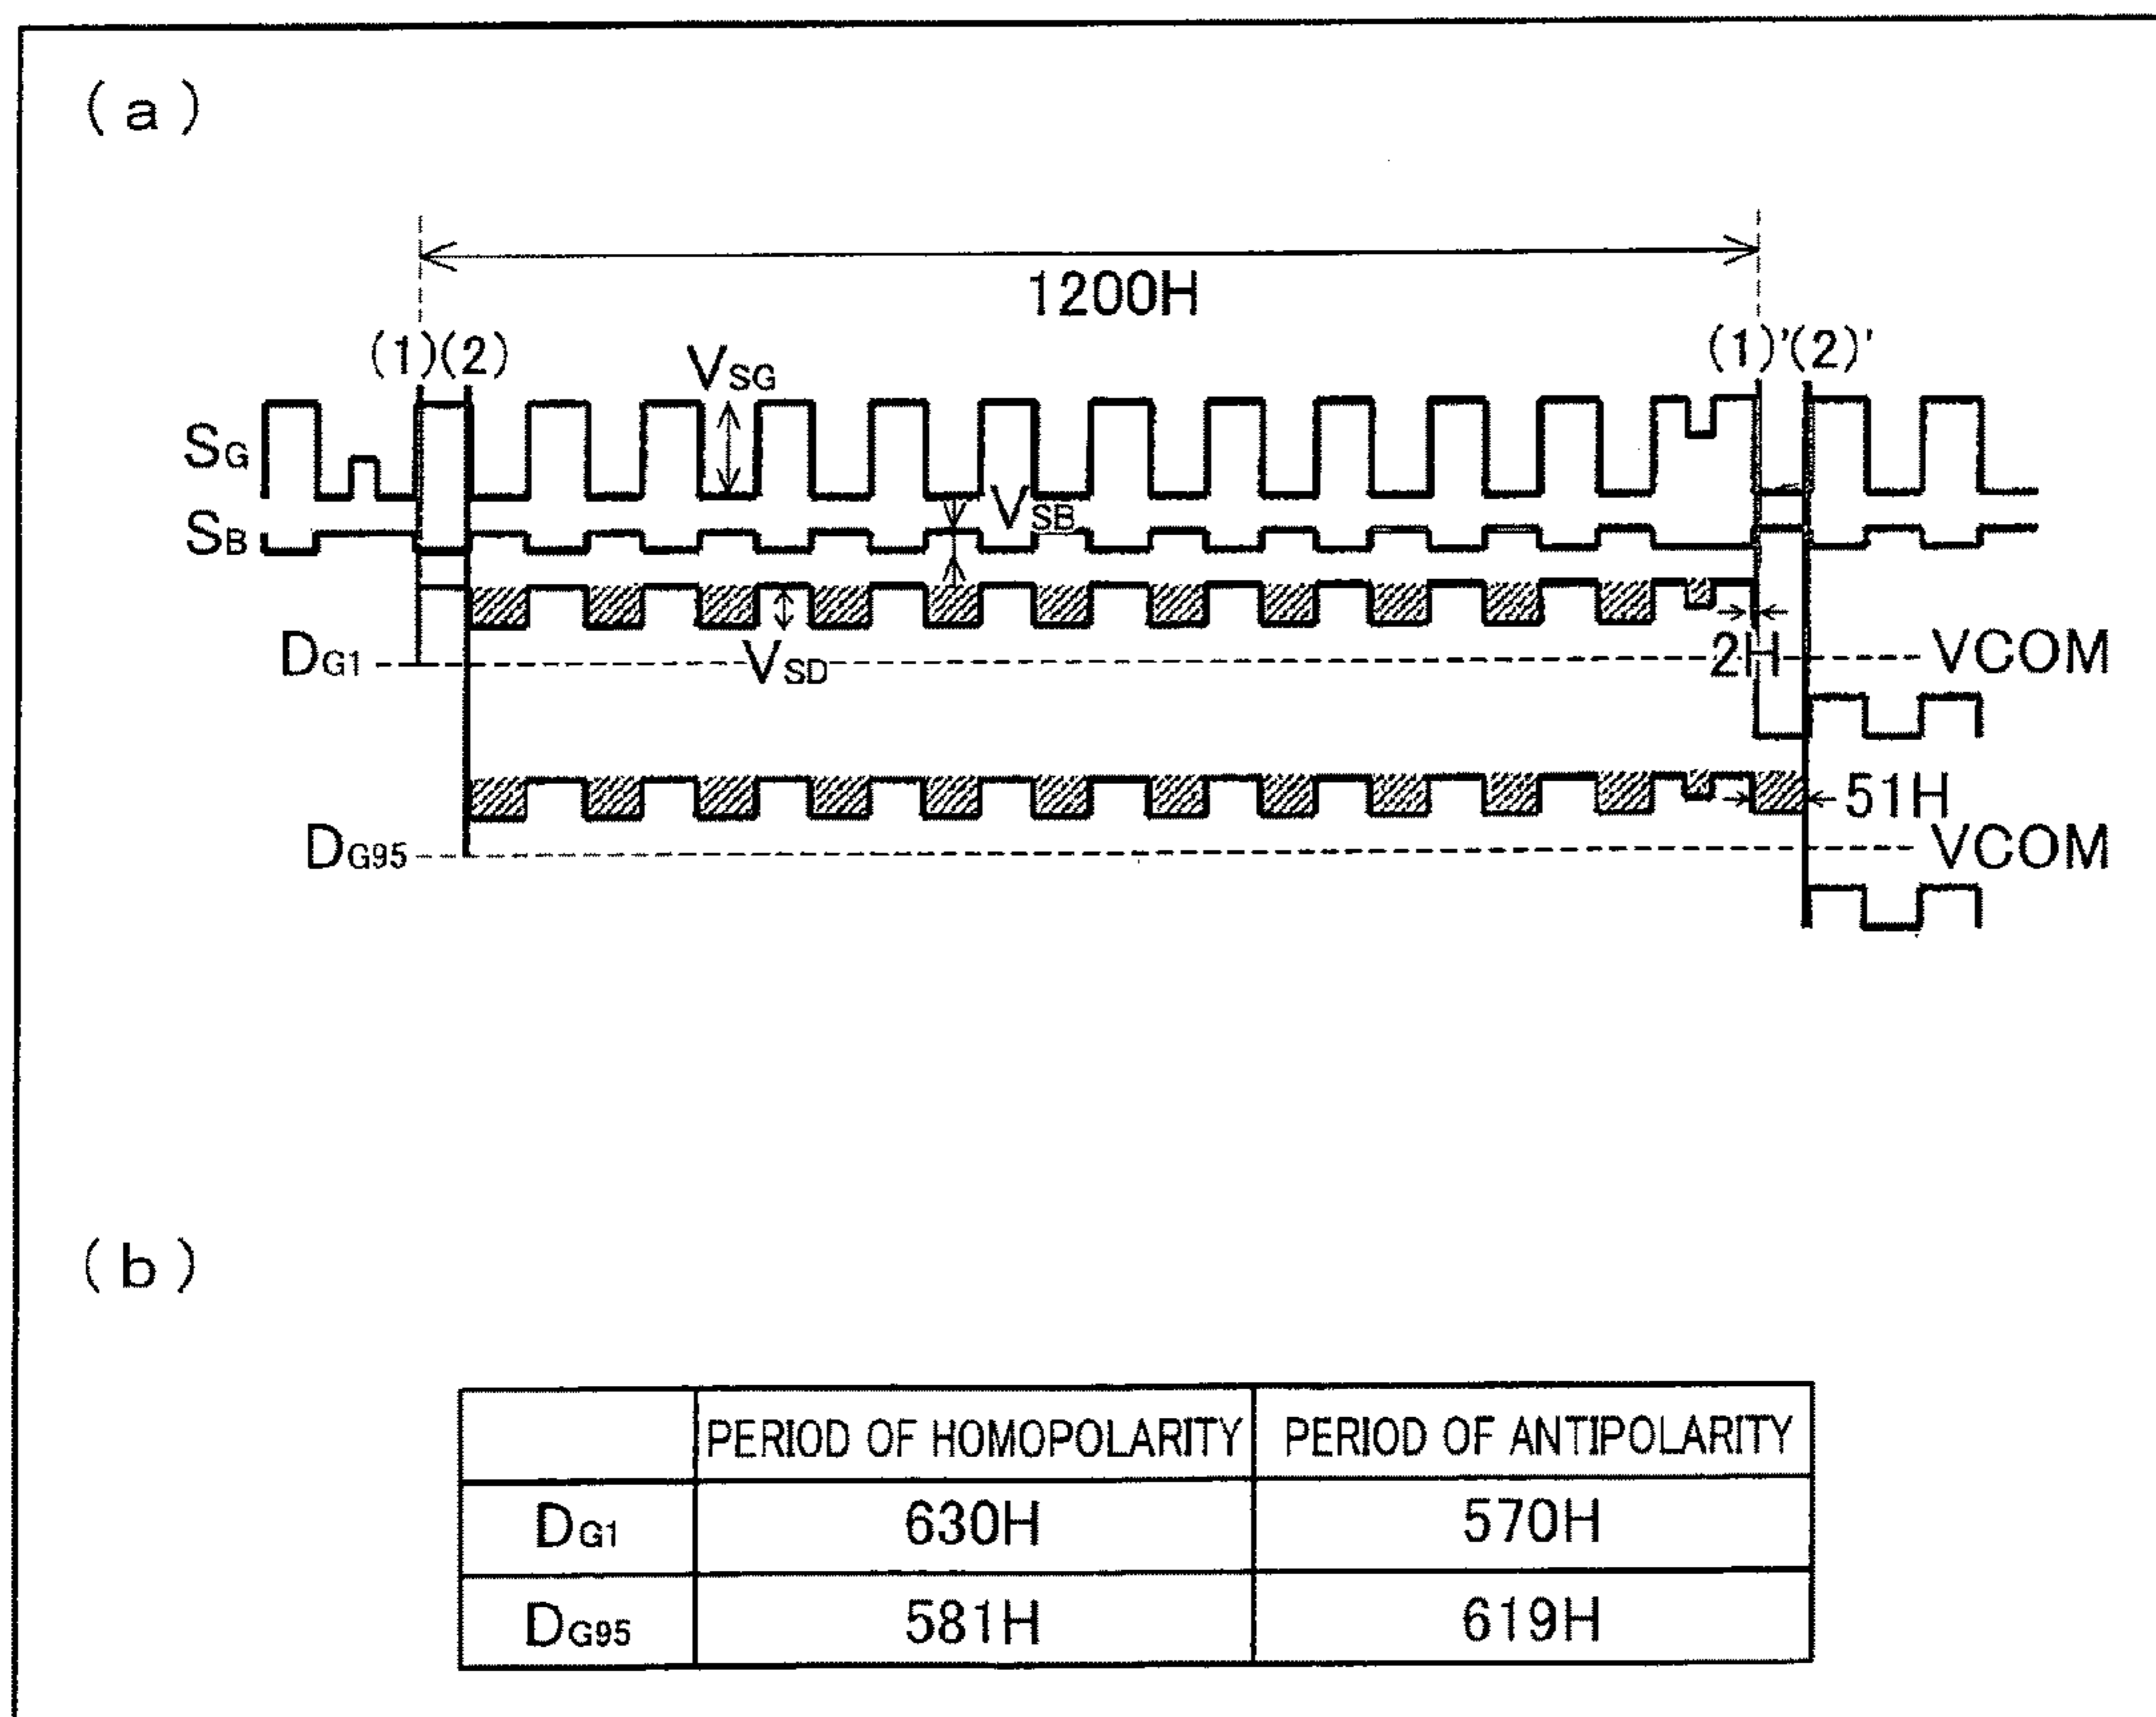 (a)
1200H
(1)(2)
(1)'(2)'
VSG
SG
SB
VSB
DG1
VSD
2H
VCOM
51H
DG95
VCOM
(b)
PERIOD OF HOMOPOLARITY PERIOD OF ANTIPOLARITY
DG1 630H 570H
DG95 581H 619H